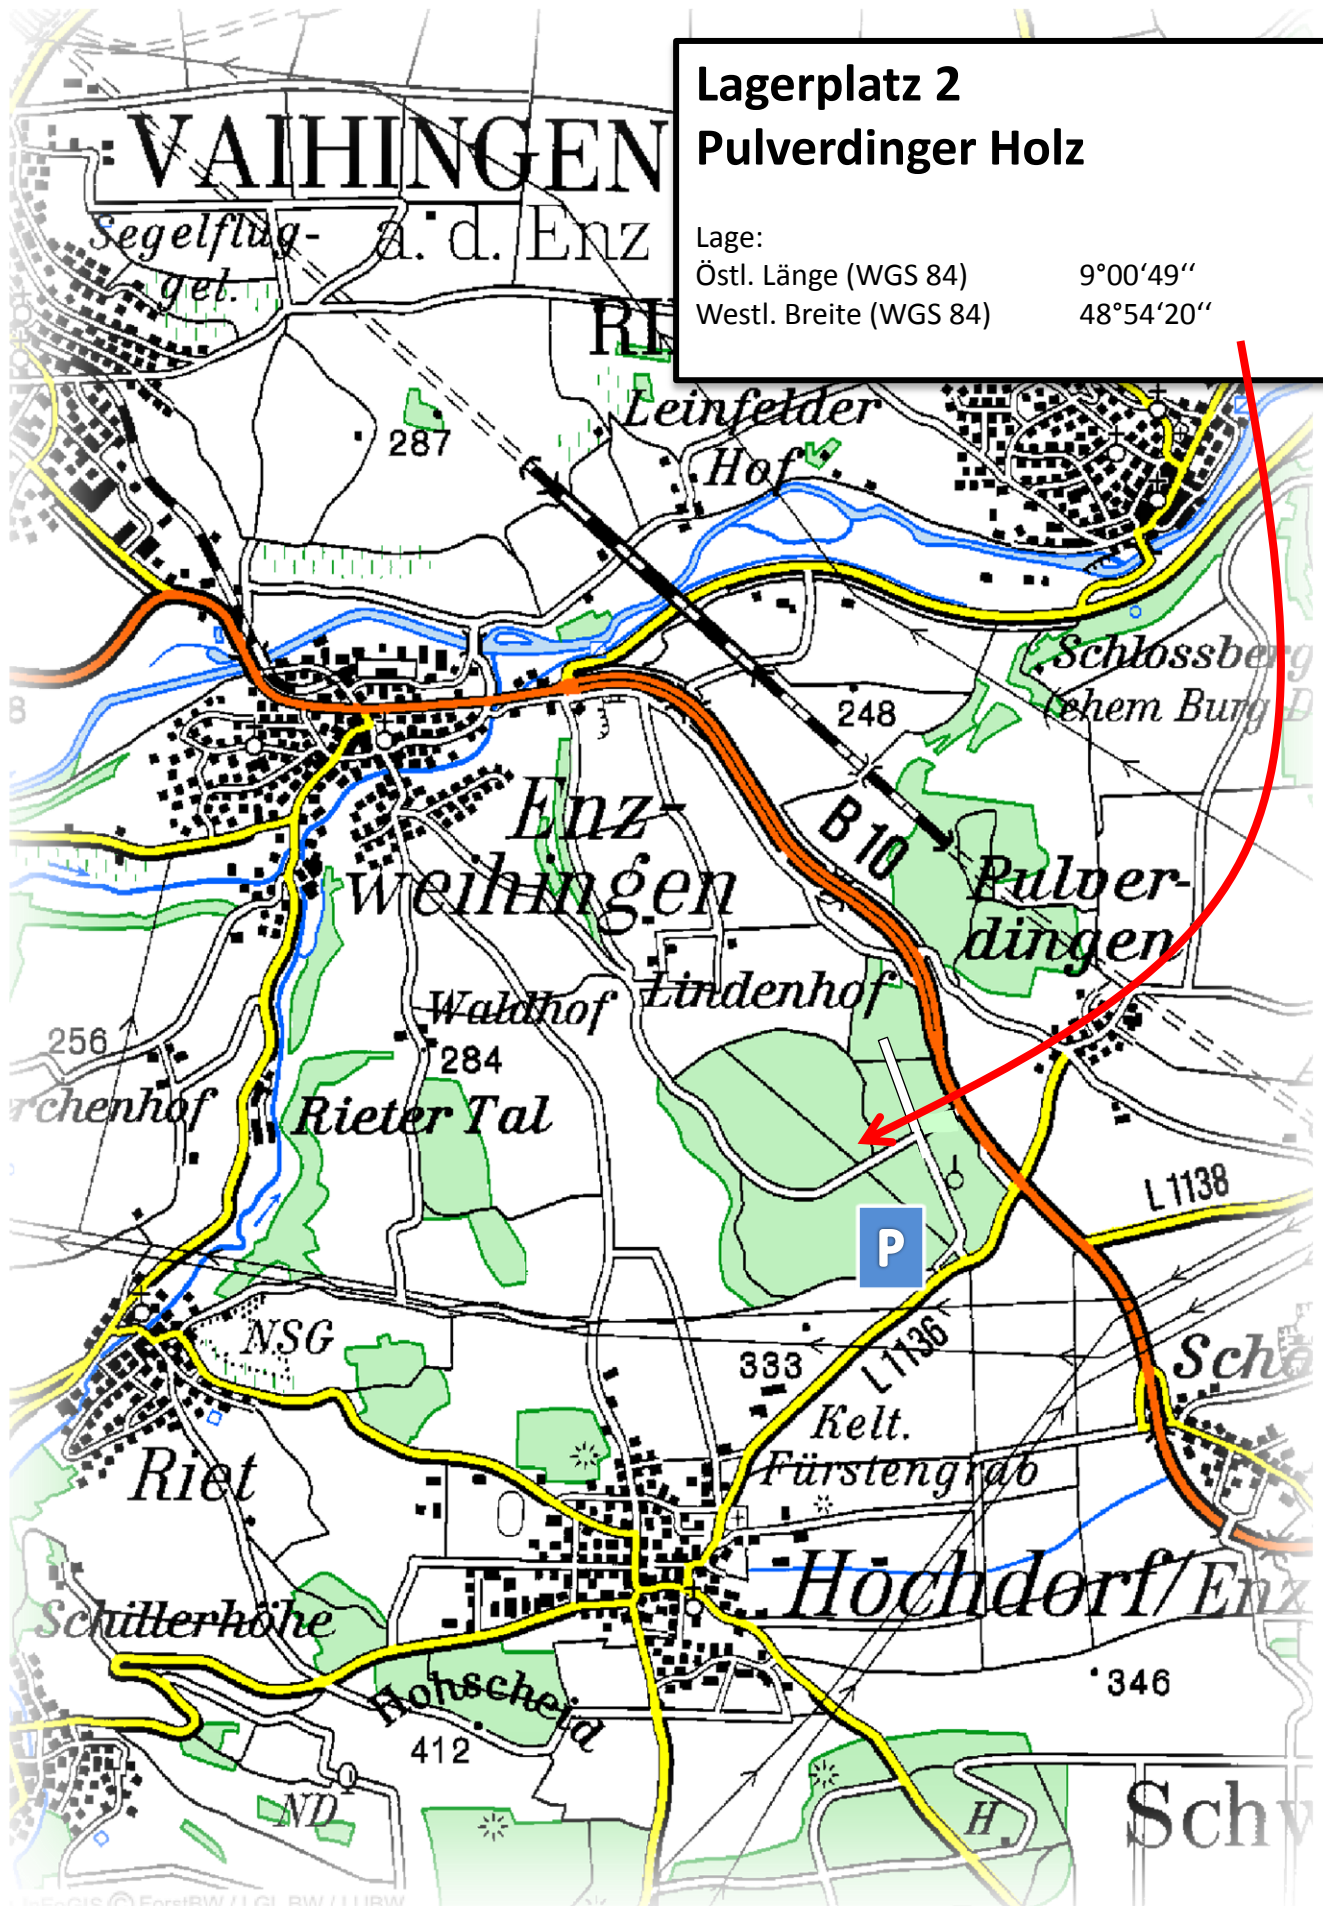 Lagerplatz 2
Pulverdinger Holz
Lage:
Östl. Länge (WGS 84) 9°00‘49‘‘
Westl. Breite (WGS 84) 48°54‘20‘‘
VAIHINGEN
a. d. Enz
Segelflug-
gel.
287
Leinfelder
Hof
Schlossberg
(ehem Burg
248
B 10
Enz-
weihingen
Pulver-
dingen
Lindenhof
Waldhof
284
256
Rieter Tal
L 1138
P
NSG
333
L 1136
Kelt.
Fürstengrab
Riet
Hochdorf/Enz
Schillerhöhe
Hohscheid
412
346
ND
H.